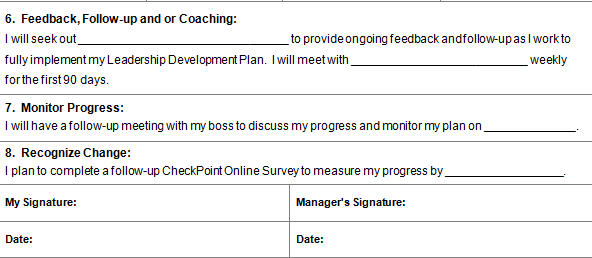 6. Feedback, Follow-up and or Coaching:
I will seek out ______________________________ to provide ongoing feedback and follow-up as I work to
fully implement my Leadership Development Plan. I will meet with _________________________ weekly
for the first 90 days.
7. Monitor Progress:
I will have a follow-up meeting with my boss to discuss my progress and monitor my plan on _____________.
8. Recognize Change:
I plan to complete a follow-up CheckPoint Online Survey to measure my progress by _________________.
My Signature: Manager's Signature:
Date: Date: